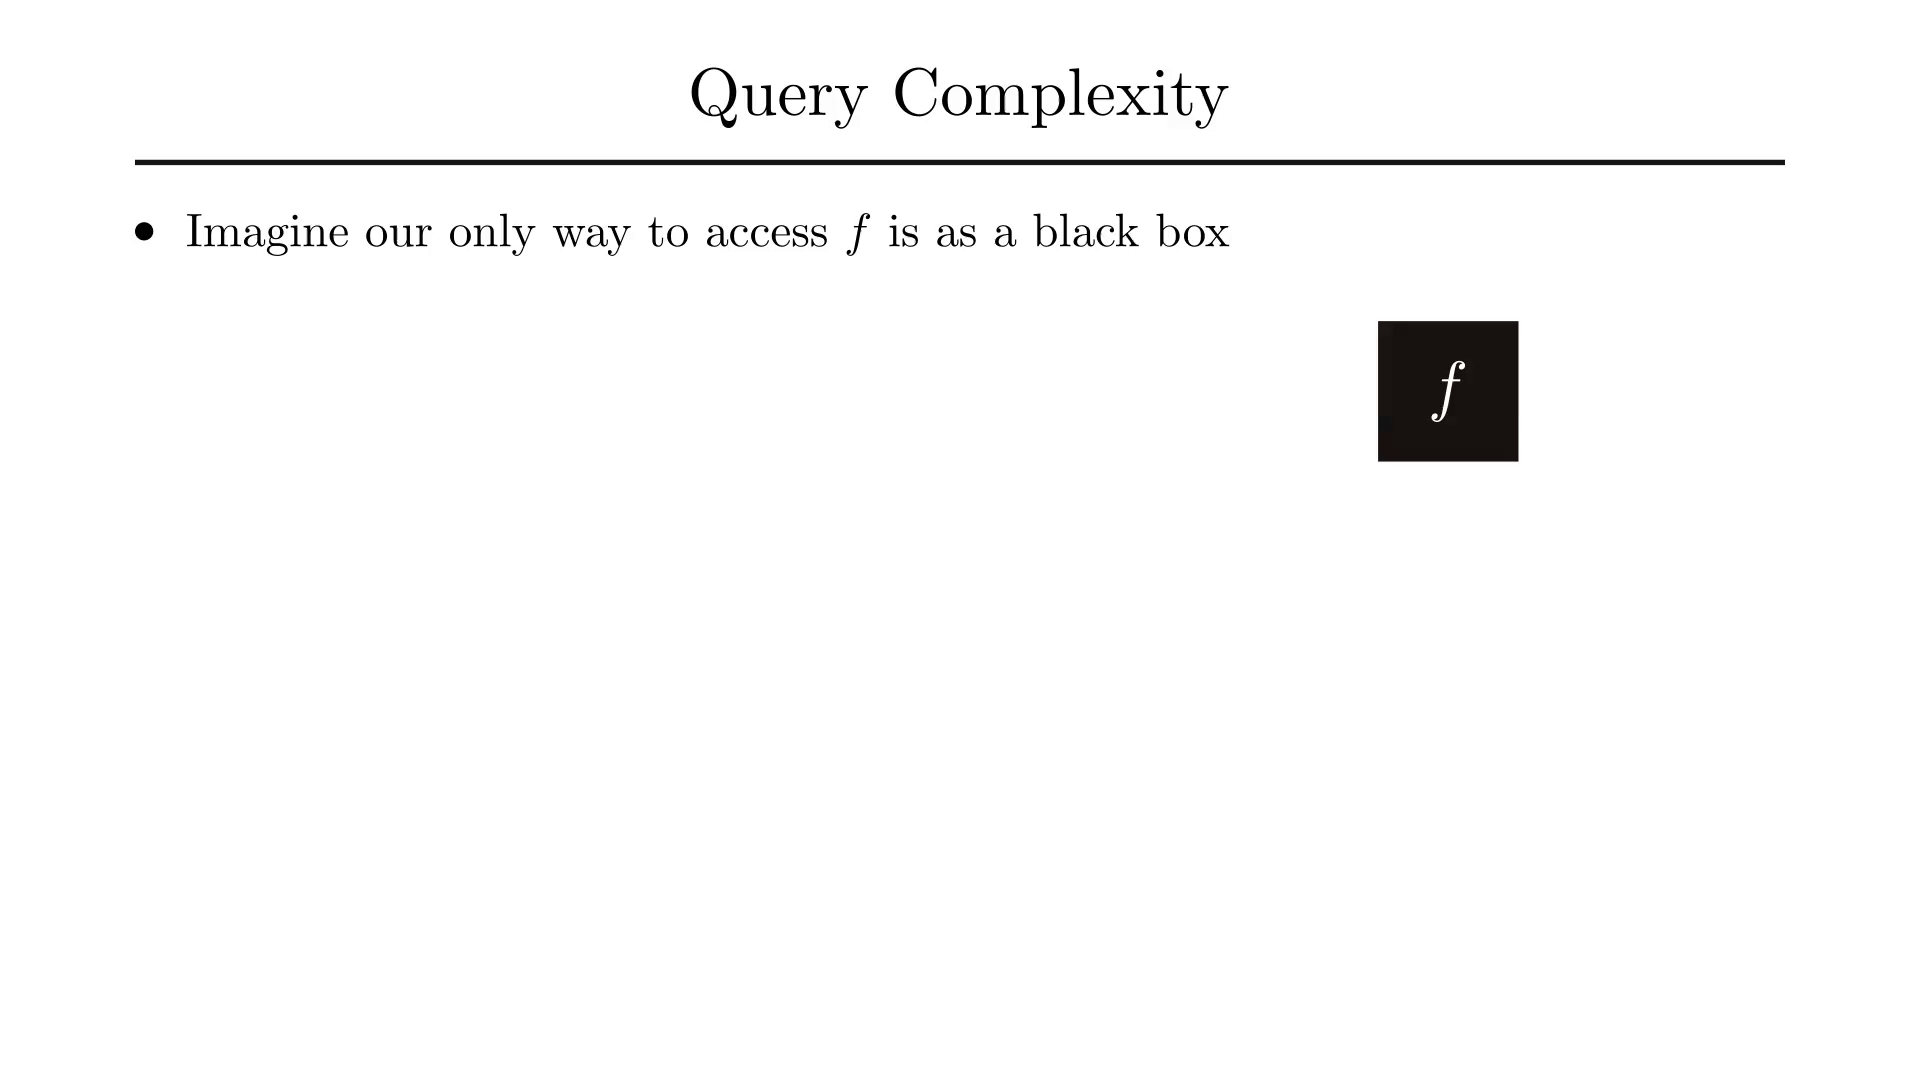 Query Complexity
• Imagine our only way to access f is as a black box
f